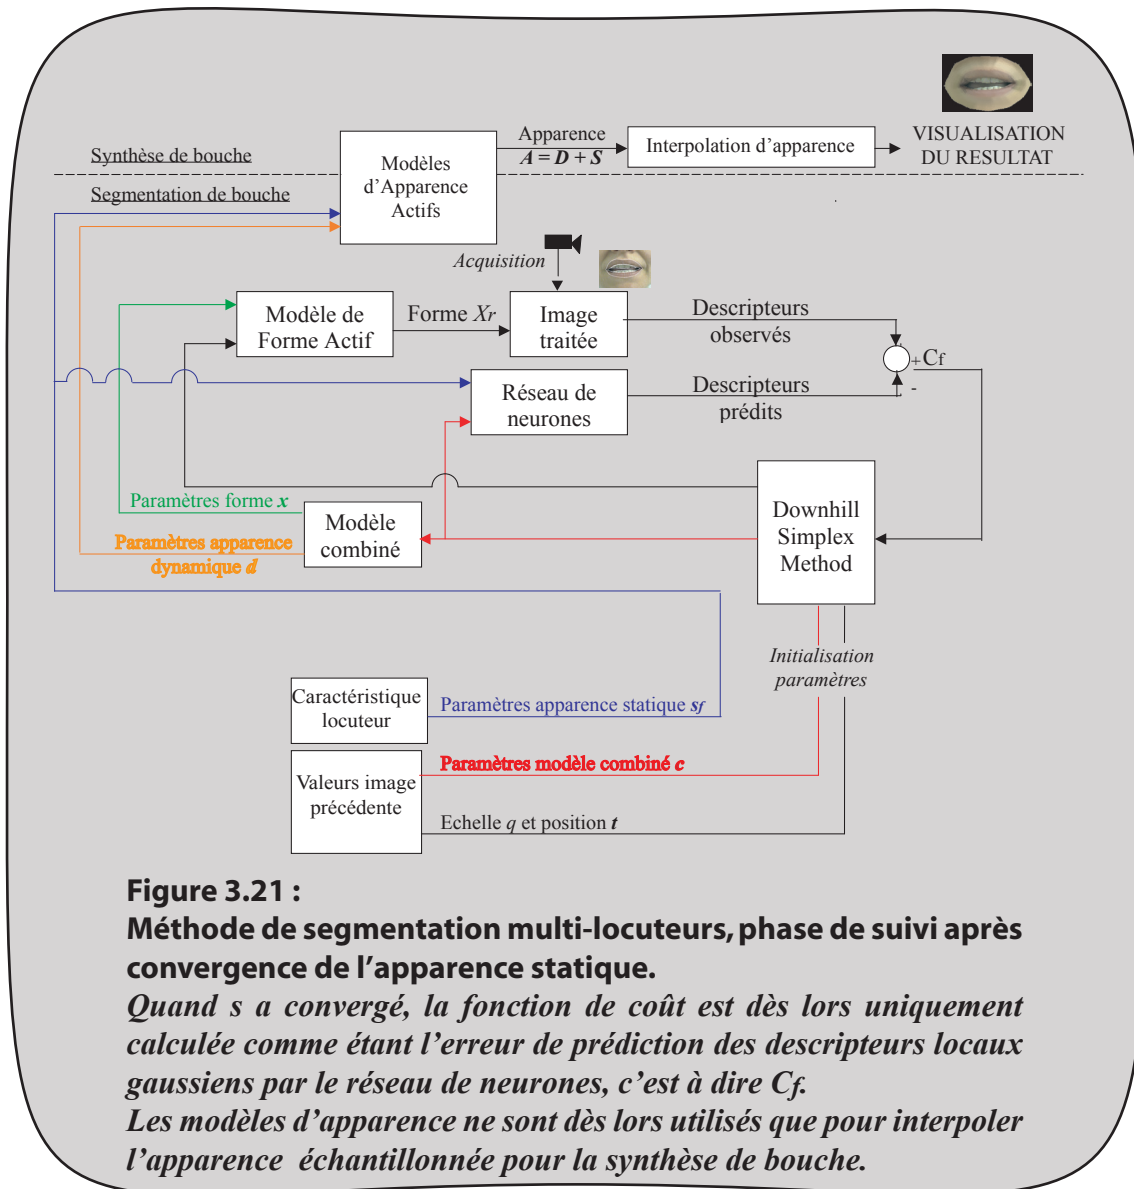 VISUALISATION
DU RESULTAT
Synthèse de bouche
Segmentation de bouche
Modèles
d’Apparence
Actifs
Apparence
A = D + S
Interpolation d’apparence
Acquisition
Modèle de
Forme Actif
Forme Xr
Image
traitée
Descripteurs
observés
+Cf
-
Réseau de
neurones
Descripteurs
prédits
Paramètres forme x
Paramètres apparence
dynamique d
Modèle
combiné
Downhill
Simplex
Method
Initialisation
paramètres
Caractéristique
locuteur
Paramètres apparence statique sf
Valeurs image
précédente
Paramètres modèle combiné c
Echelle q et position t
Figure 3.21 :
Méthode de segmentation multi-locuteurs, phase de suivi après
convergence de l’apparence statique.
Quand s a convergé, la fonction de coût est dès lors uniquement
calculée comme étant l’erreur de prédiction des descripteurs locaux
gaussiens par le réseau de neurones, c’est à dire Cf.
Les modèles d’apparence ne sont dès lors utilisés que pour interpoler
l’apparence échantillonnée pour la synthèse de bouche.